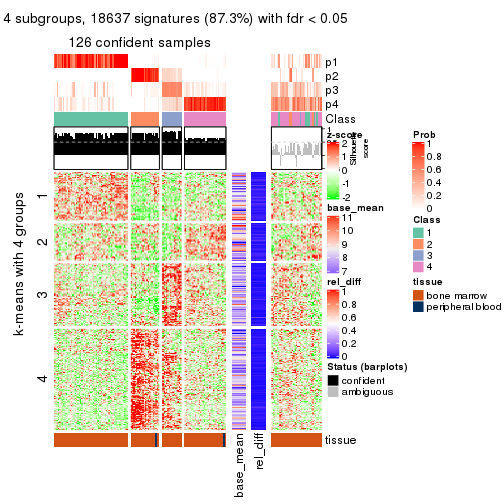 4 subgroups, 18637 signatures (87.3%) with fdr < 0.05
126 confident samples
p1
p2
p3
p4
Class
1
Silhouette
score
k-means with 4 groups
1
2
3
4
base_mean
rel_diff
tissue
z-score
2
1
0
-1
-2
base_mean
11
10
9
8
7
rel_diff
1
0.8
0.6
0.4
0.2
0
Status (barplots)
confident
ambiguous
Prob
1
0.8
0.6
0.4
0.2
0
Class
1
2
3
4
tissue
bone marrow
peripheral blood